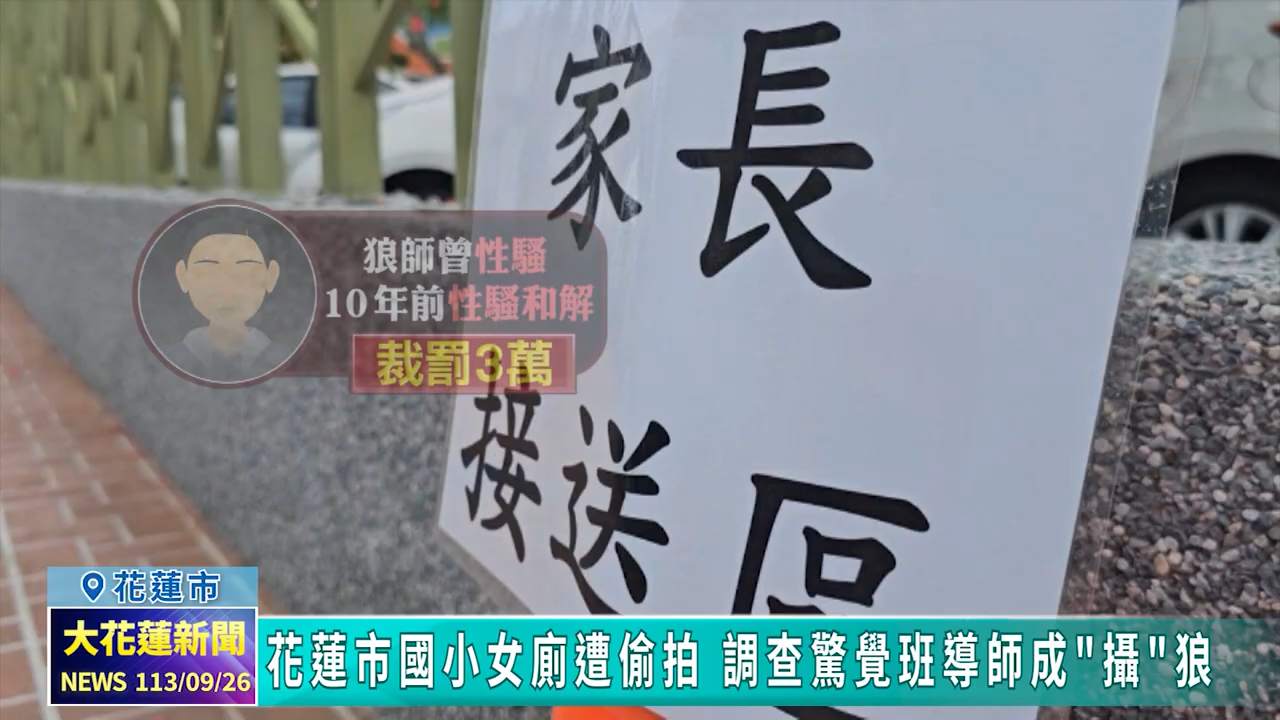 家長
接送區
狼師曾性騷
10年前性騷和解
裁罰3萬
花蓮市
大花蓮新聞
NEWS 113/09/26
花蓮市國小女廁遭偷拍 調查驚覺班導師成"攝"狼